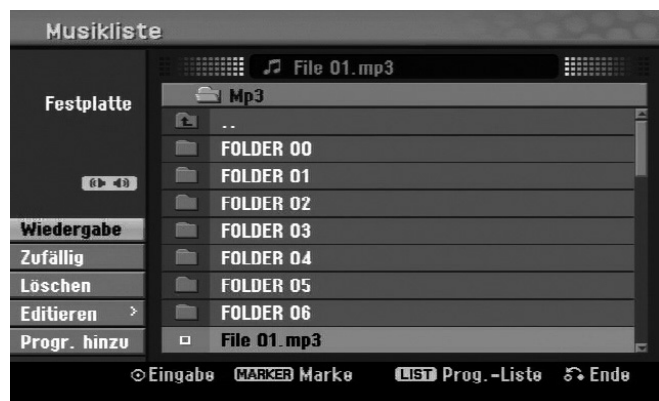 Musikliste
File 01.mp3
Festplatte
Mp3
..
FOLDER 00
FOLDER 01
FOLDER 02
FOLDER 03
FOLDER 04
FOLDER 05
FOLDER 06
File 01.mp3
Wiedergabe
Zufällig
Löschen
Editieren >
Progr. hinzu
Eingabe MARKER Marke LIST Prog.-Liste Ende